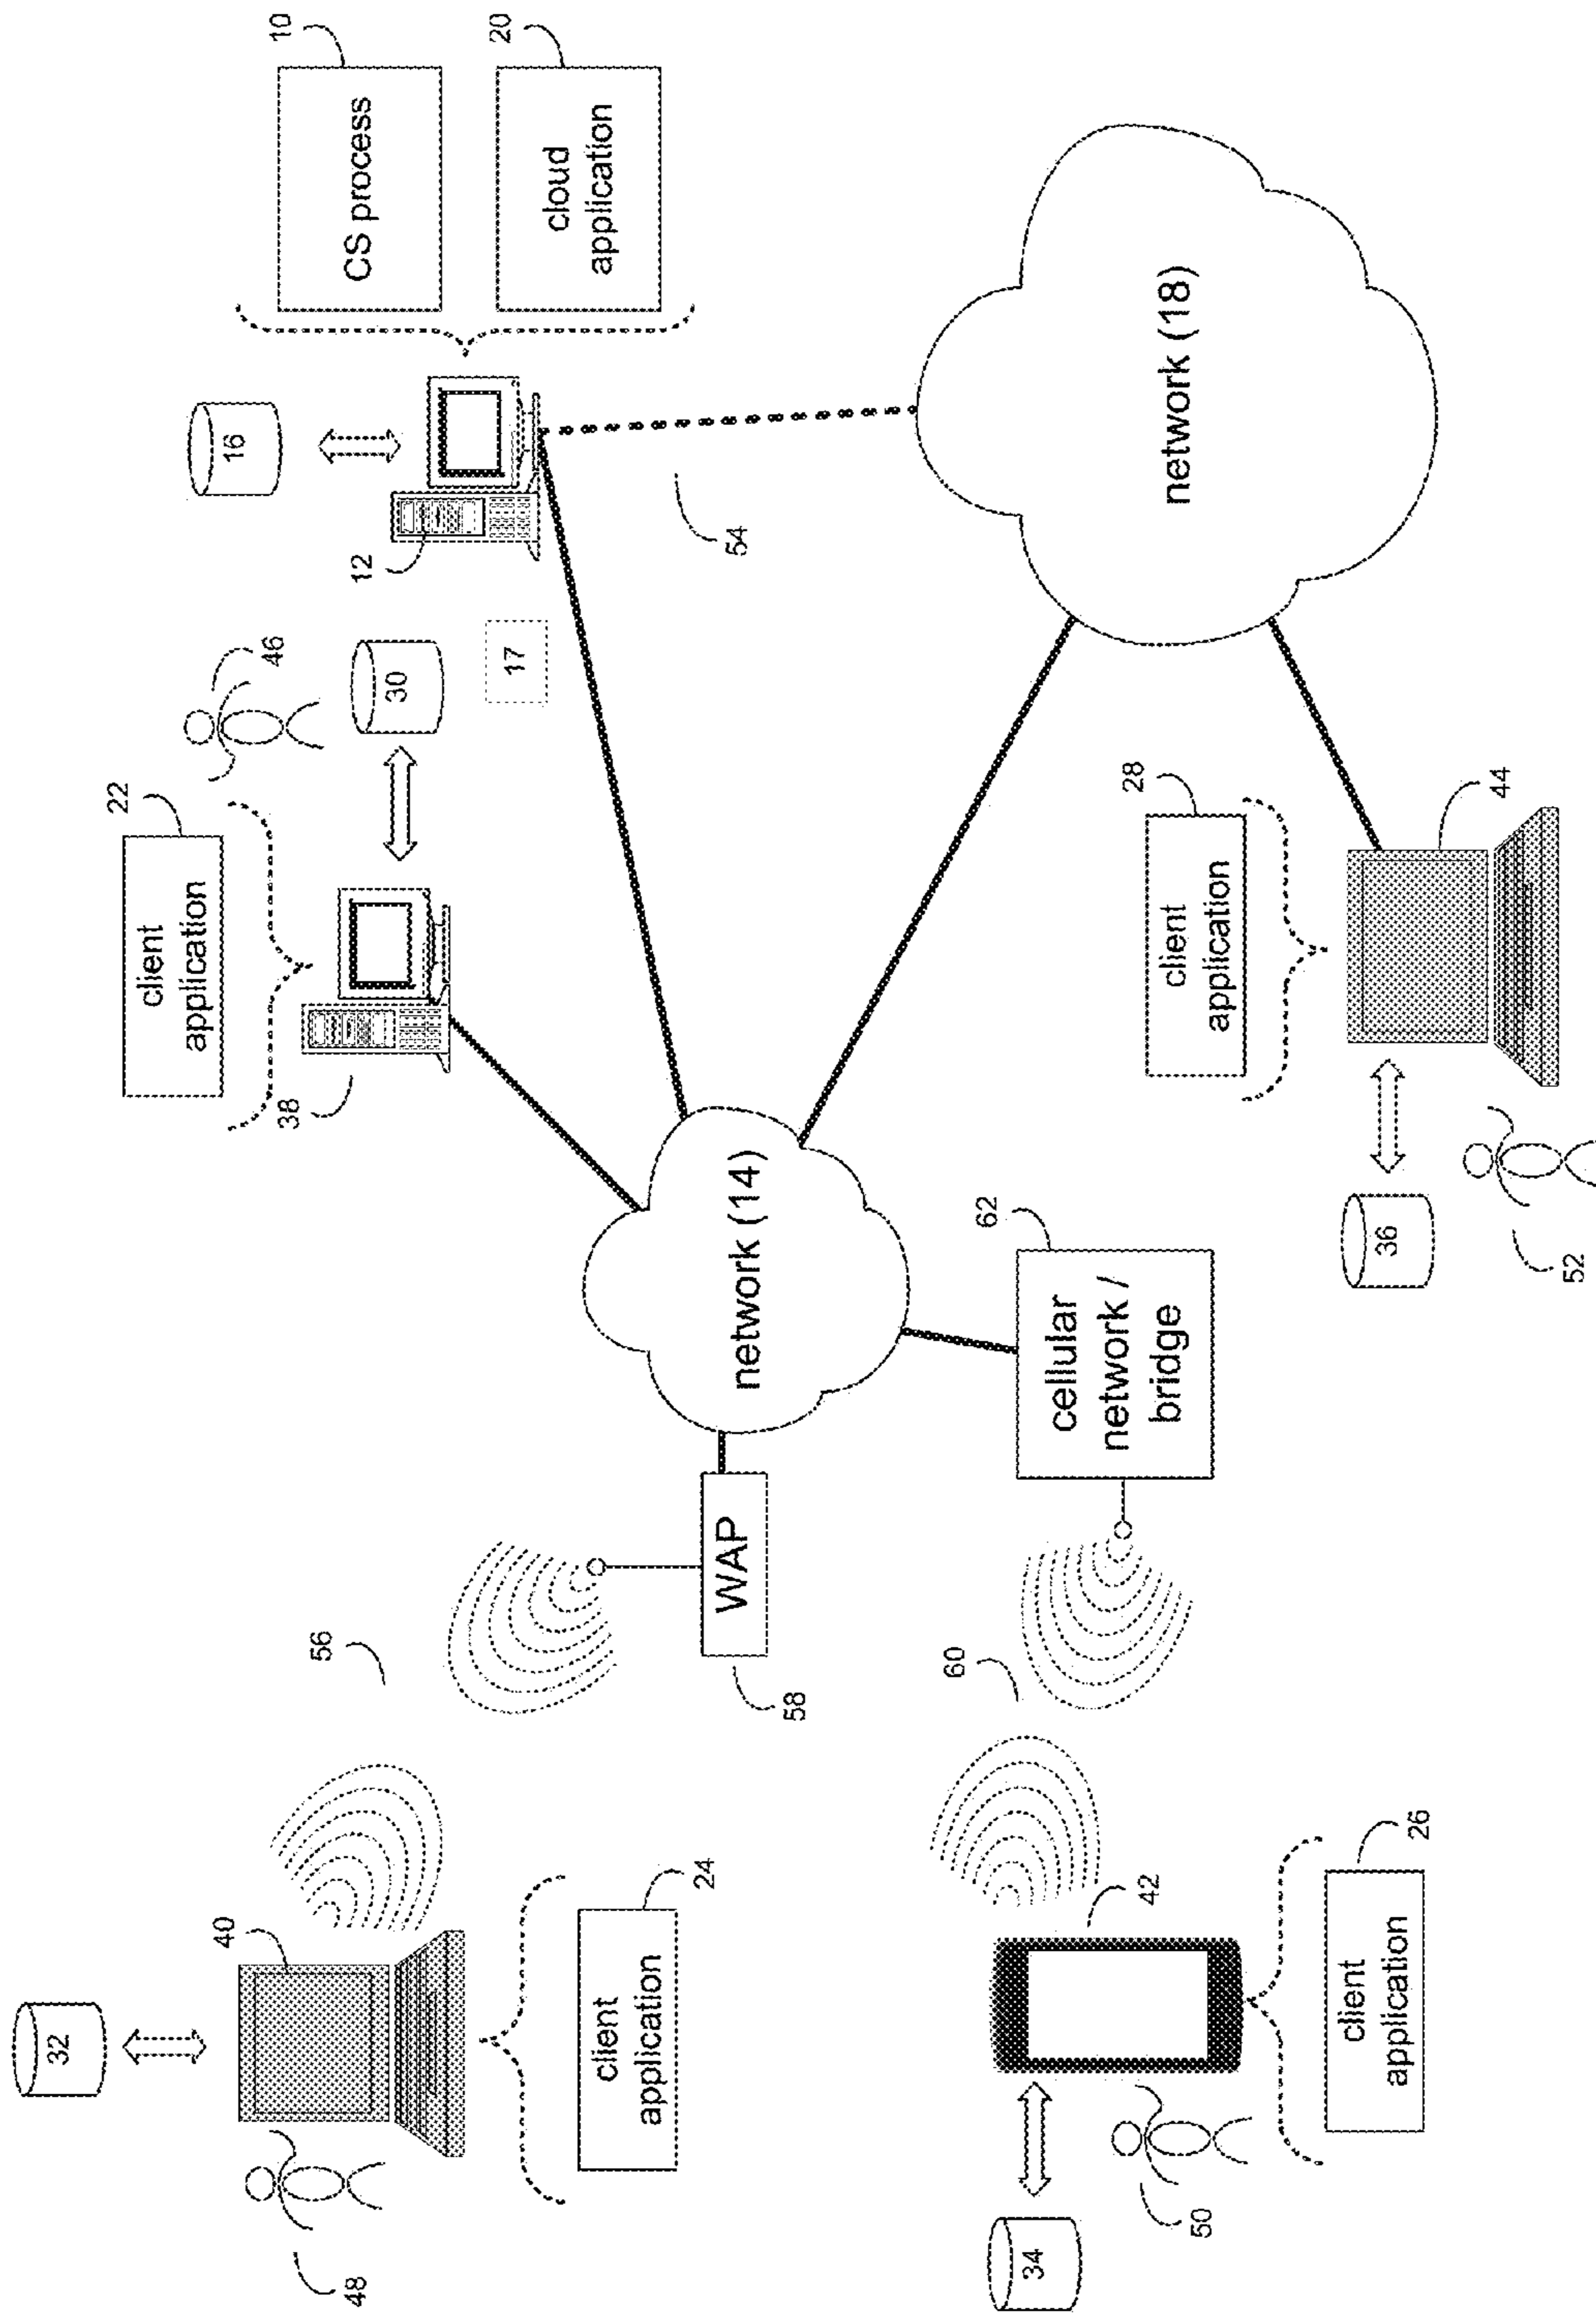 32
22
client
application
16
40
46
10
38
56
48
CS process
12
30
20
17
cloud
application
client
application
24
WAP
54
network (14)
58
60
62
34
cellular
network /
bridge
28
42
client
application
network (18)
50
client
application
36
26
44
52